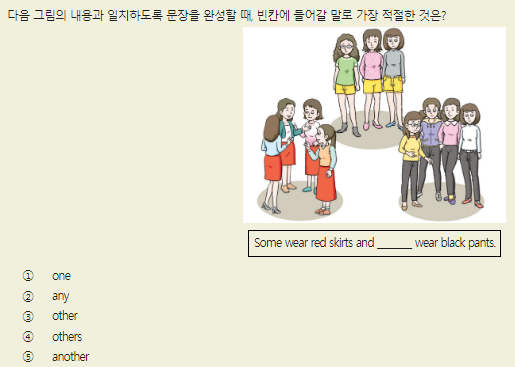 다음 그림의 내용과 일치하도록 문장을 완성할 때, 빈칸에 들어갈 말로 가장 적절한 것은?
Some wear red skirts and ______ wear black pants.
① one
② any
③ other
④ others
⑤ another